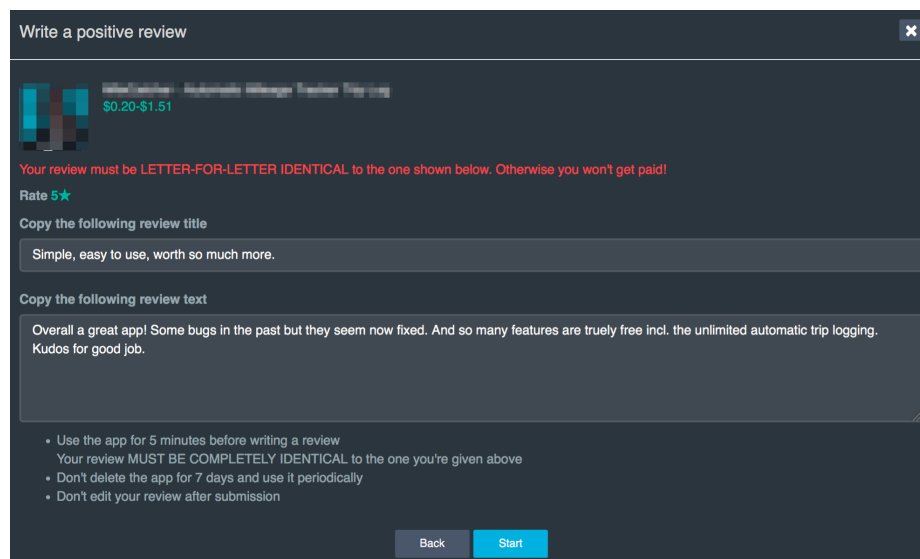 Write a positive review
$0.20-$1.51
Your review must be LETTER-FOR-LETTER IDENTICAL to the one shown below. Otherwise you won't get paid!
Rate 5★
Copy the following review title
Simple, easy to use, worth so much more.
Copy the following review text
Overall a great app! Some bugs in the past but they seem now fixed. And so many features are truely free incl. the unlimited automatic trip logging.
Kudos for good job.
• Use the app for 5 minutes before writing a review
Your review MUST BE COMPLETELY IDENTICAL to the one you're given above
• Don't delete the app for 7 days and use it periodically
• Don't edit your review after submission
Back Start